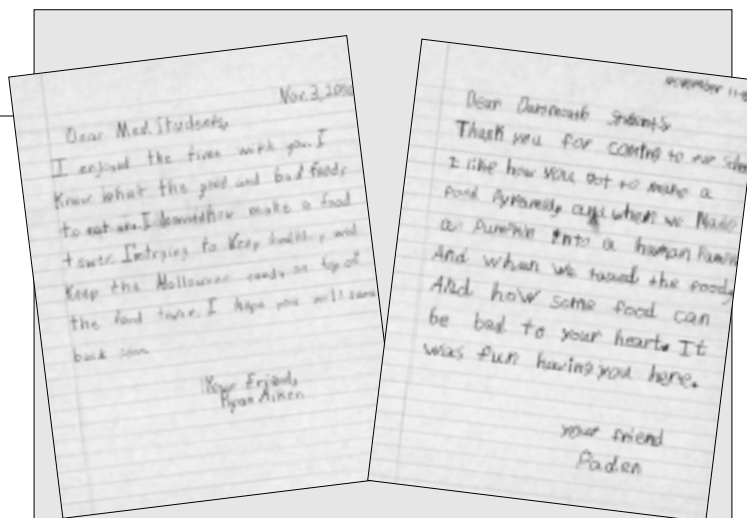 Nov. 3, 200
Dear Med. Students,
I enjoyed the time with you. I
Know what the good and bad foods
to eat are. I learned how make a food
tower. I'm trying to Keep healthy and
Keep the Halloween candy on top of
the food tower. I hope you will come
back soon
Your Friend,
Ryan Aiken
November 11
Dear Dartmouth Students
Thank you for coming to our
I like how you got to make a
food Pyramid, and when we Made
a Pumkin Into a human
And when we the food
And how some food can
be bad to your heart. It
was fun having you here.
your friend
Paden